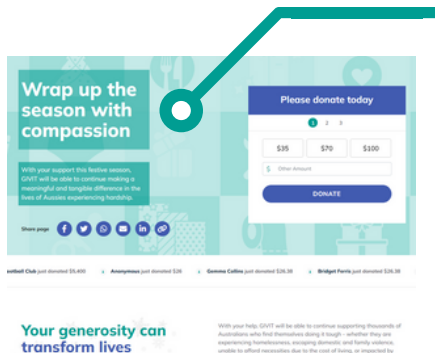 Wrap up the
season with
compassion
With your support this festive season,
GIVIT will be able to continue making a
meaningful and tangible difference in the
lives of Aussies experiencing hardship.
Share page
Please donate today
1 2 3
$35 $70 $100
$ Other Amount
DONATE
Football Club just donated $5,400 Anonymous just donated $26 Gemma Collins just donated $26.38 Bridget Ferris just donated $26.38
Your generosity can
transform lives
With your help, GIVIT will be able to continue supporting thousands of
Australians who find themselves doing it tough - whether they are
experiencing homelessness, escaping domestic and family violence,
unable to afford necessities due to the cost of living, or impacted by